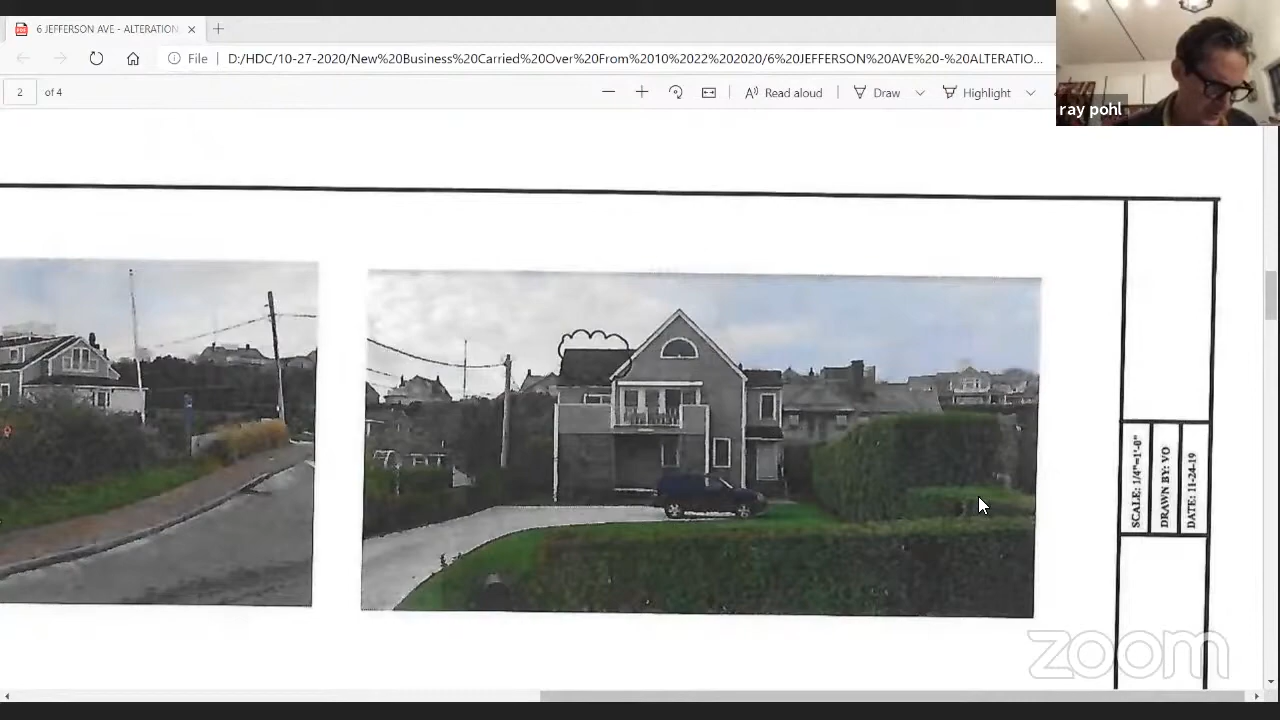 6 JEFFERSON AVE - ALTERATION
File
D:/HDC/10-27-2020/New%20Business%20Carried%20Over%20From%2010%2022%202020/6%20JEFFERSON%20AVE%20-%20ALTERATIO...
2 of 4
Read aloud
Draw
Highlight
ray pohl
SCALE: 1/4"=1'-0"
DRAWN BY: VO
DATE: 11-24-19
zoom